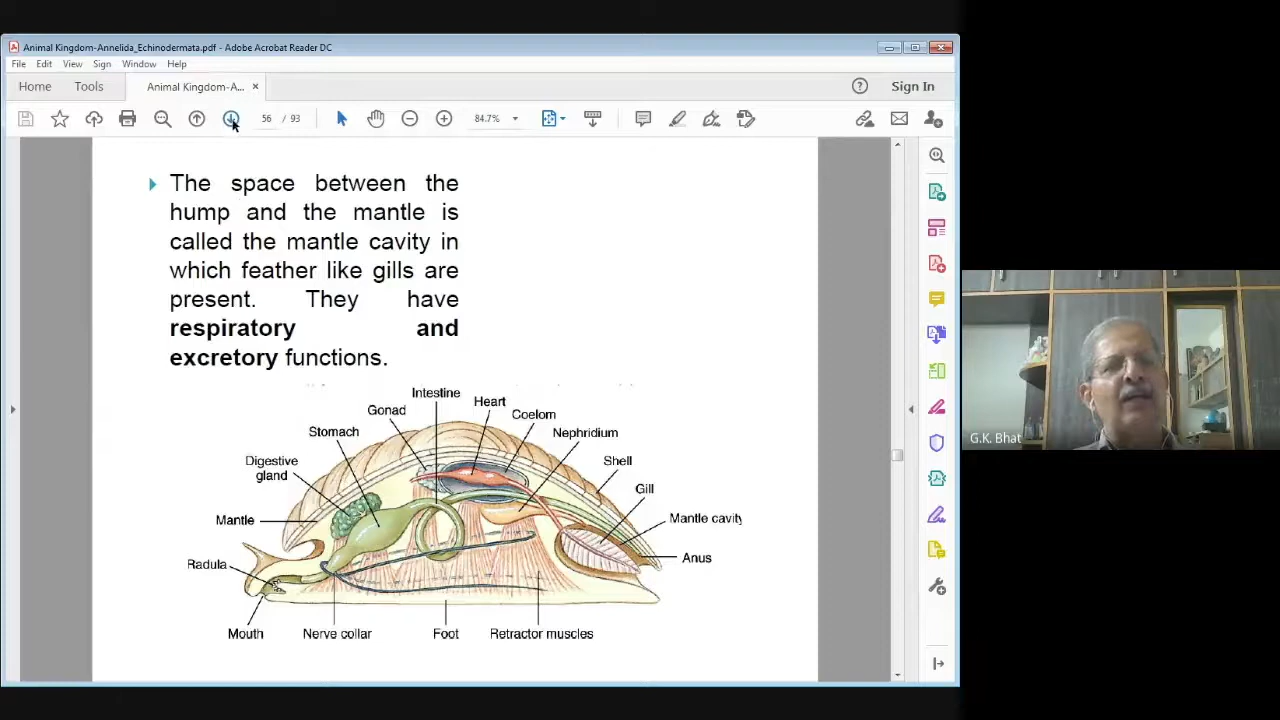 Animal Kingdom-Annelida_Echinodermata.pdf - Adobe Acrobat Reader DC
File Edit View Sign Window Help
Home Tools Animal Kingdom-A... × Sign In
56 / 93 84.7%
The space between the
hump and the mantle is
called the mantle cavity in
which feather like gills are
present. They have
respiratory and
excretory functions.
Intestine
Heart
Gonad
Coelom
Stomach
Nephridium
Digestive
gland
Shell
Gill
Mantle
Mantle cavity
Anus
Radula
Mouth
Nerve collar
Foot
Retractor muscles
G.K. Bhat